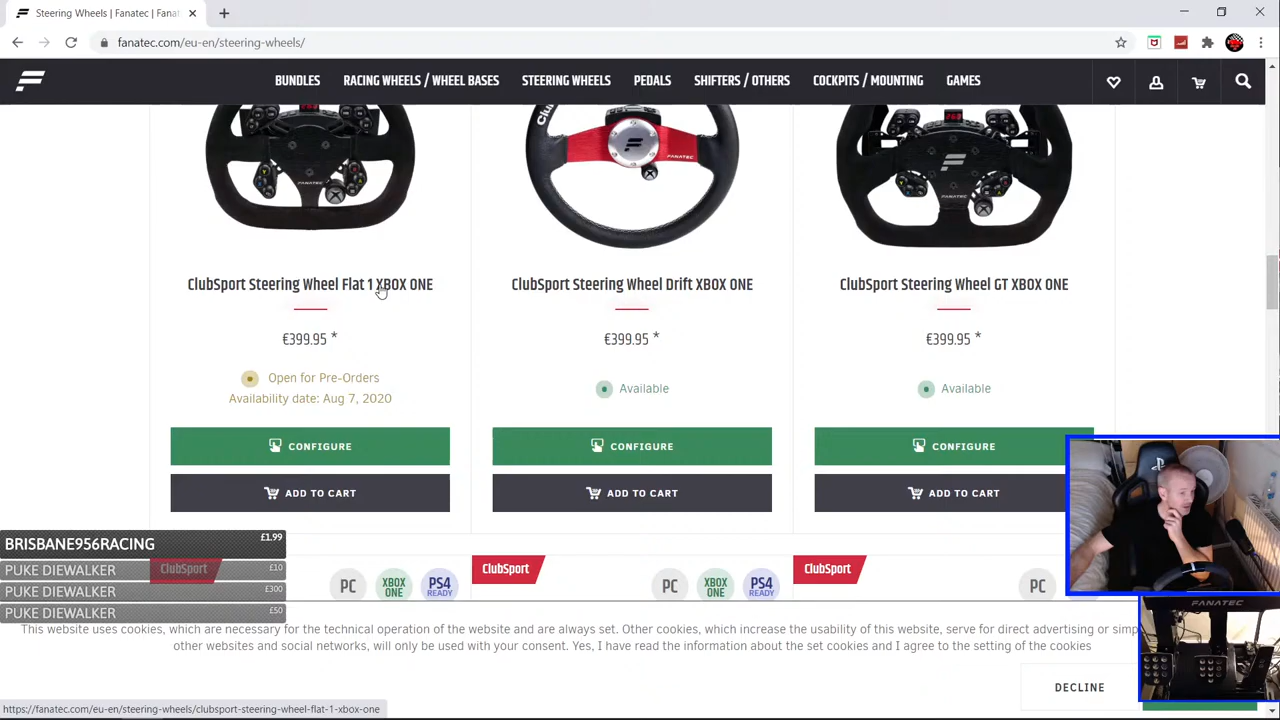 Steering Wheels | Fanatec | Fanat
fanatec.com/eu-en/steering-wheels/
BUNDLES RACING WHEELS / WHEEL BASES STEERING WHEELS PEDALS SHIFTERS / OTHERS COCKPITS / MOUNTING GAMES
FANATEC FANATEC FANATEC
ClubSport Steering Wheel Flat 1 XBOX ONE ClubSport Steering Wheel Drift XBOX ONE ClubSport Steering Wheel GT XBOX ONE
€399.95 * €399.95 * €399.95 *
Open for Pre-Orders
Availability date: Aug 7, 2020
Available Available
CONFIGURE CONFIGURE CONFIGURE
ADD TO CART ADD TO CART ADD TO CART
BRISBANE956RACING £1.99
PUKE DIEWALKER £10
PUKE DIEWALKER £300
PUKE DIEWALKER £50
ClubSport ClubSport ClubSport
PC XBOX ONE PS4 READY PC XBOX ONE PS4 READY PC
This website uses cookies, which are necessary for the technical operation of the website and are always set. Other cookies, which increase the usability of this website, serve for direct advertising or simp
other websites and social networks, will only be used with your consent. Yes, I have read the information about the set cookies and I agree to the setting of the cookies
DECLINE
FANATEC
https://fanatec.com/eu-en/steering-wheels/clubsport-steering-wheel-flat-1-xbox-one